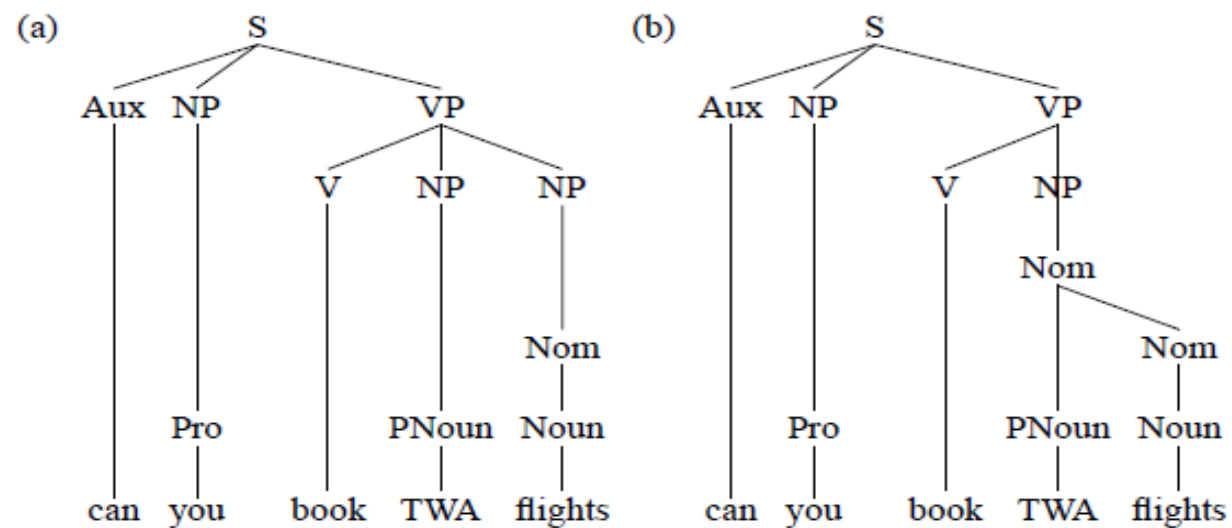 (a) S (b) S
Aux NP VP Aux NP VP
V NP NP V NP
Nom
Nom Nom
Pro PNoun Noun Pro PNoun Noun
can you book TWA flights can you book TWA flights